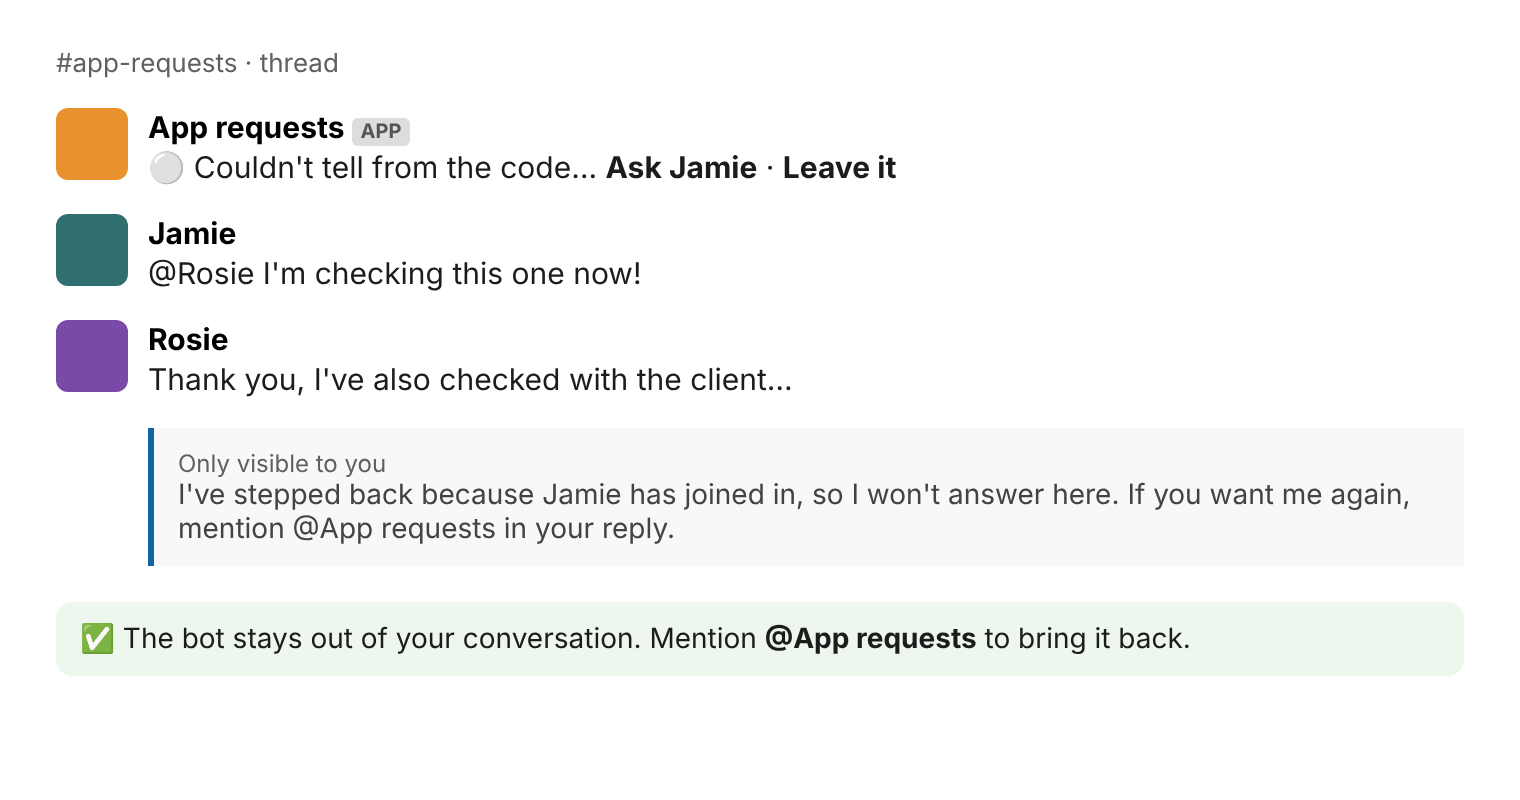 #app-requests · thread
App requests APP
⚪ Couldn't tell from the code... Ask Jamie · Leave it
Jamie
@Rosie I'm checking this one now!
Rosie
Thank you, I've also checked with the client...
Only visible to you
I've stepped back because Jamie has joined in, so I won't answer here. If you want me again,
mention @App requests in your reply.
✅ The bot stays out of your conversation. Mention @App requests to bring it back.